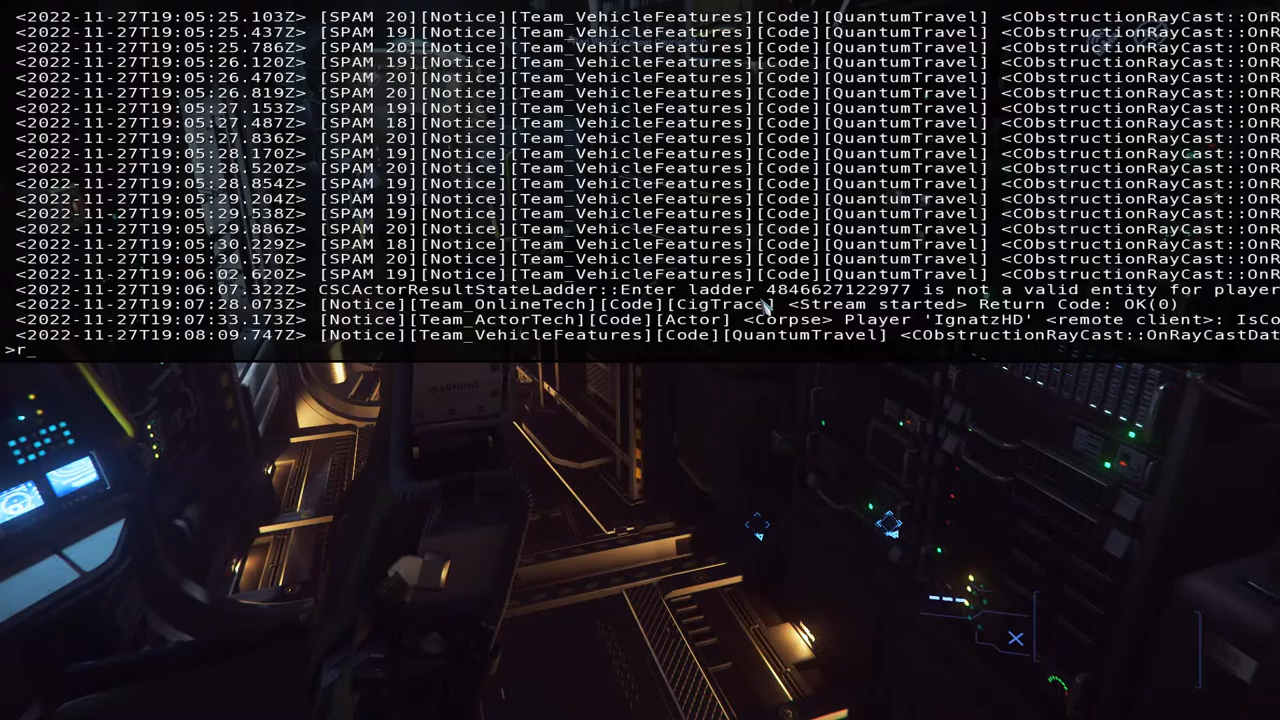 <2022-11-27T19:05:25.103Z> [SPAM 20][Notice][Team_VehicleFeatures][Code][QuantumTravel] <CObstructionRayCast::OnR
<2022-11-27T19:05:25.437Z> [SPAM 19][Notice][Team_VehicleFeatures][Code][QuantumTravel] <CObstructionRayCast::OnR
<2022-11-27T19:05:25.786Z> [SPAM 20][Notice][Team_VehicleFeatures][Code][QuantumTravel] <CObstructionRayCast::OnR
<2022-11-27T19:05:26.120Z> [SPAM 19][Notice][Team_VehicleFeatures][Code][QuantumTravel] <CObstructionRayCast::OnR
<2022-11-27T19:05:26.470Z> [SPAM 20][Notice][Team_VehicleFeatures][Code][QuantumTravel] <CObstructionRayCast::OnR
<2022-11-27T19:05:26.819Z> [SPAM 20][Notice][Team_VehicleFeatures][Code][QuantumTravel] <CObstructionRayCast::OnR
<2022-11-27T19:05:27.153Z> [SPAM 19][Notice][Team_VehicleFeatures][Code][QuantumTravel] <CObstructionRayCast::OnR
<2022-11-27T19:05:27.487Z> [SPAM 18][Notice][Team_VehicleFeatures][Code][QuantumTravel] <CObstructionRayCast::OnR
<2022-11-27T19:05:27.836Z> [SPAM 20][Notice][Team_VehicleFeatures][Code][QuantumTravel] <CObstructionRayCast::OnR
<2022-11-27T19:05:28.170Z> [SPAM 19][Notice][Team_VehicleFeatures][Code][QuantumTravel] <CObstructionRayCast::OnR
<2022-11-27T19:05:28.520Z> [SPAM 20][Notice][Team_VehicleFeatures][Code][QuantumTravel] <CObstructionRayCast::OnR
<2022-11-27T19:05:28.854Z> [SPAM 19][Notice][Team_VehicleFeatures][Code][QuantumTravel] <CObstructionRayCast::OnR
<2022-11-27T19:05:29.204Z> [SPAM 19][Notice][Team_VehicleFeatures][Code][QuantumTravel] <CObstructionRayCast::OnR
<2022-11-27T19:05:29.538Z> [SPAM 19][Notice][Team_VehicleFeatures][Code][QuantumTravel] <CObstructionRayCast::OnR
<2022-11-27T19:05:29.886Z> [SPAM 19][Notice][Team_VehicleFeatures][Code][QuantumTravel] <CObstructionRayCast::OnR
<2022-11-27T19:05:30.229Z> [SPAM 18][Notice][Team_VehicleFeatures][Code][QuantumTravel] <CObstructionRayCast::OnR
<2022-11-27T19:05:30.570Z> [SPAM 20][Notice][Team_VehicleFeatures][Code][QuantumTravel] <CObstructionRayCast::OnR
<2022-11-27T19:06:02.620Z> [SPAM 19][Notice][Team_VehicleFeatures][Code][QuantumTravel] <CObstructionRayCast::OnR
<2022-11-27T19:06:07.122Z> CSCActorResultStateLadder::Enter ladder 4846627122977 is not a valid entity for player
<2022-11-27T19:07:28.073Z> [Notice][Team_OnlineTech][Code][CigTrace] <Stream started> Return Code: OK(0)
<2022-11-27T19:07:33.173Z> [Notice][Team_ActorTech][Code][Actor] <Corpse> Player 'IgnatzHD' <remote client>: IsCo
<2022-11-27T19:08:09.747Z> [Notice][Team_VehicleFeatures][Code][QuantumTravel] <CObstructionRayCast::OnRayCastDat
>r_
WARNING